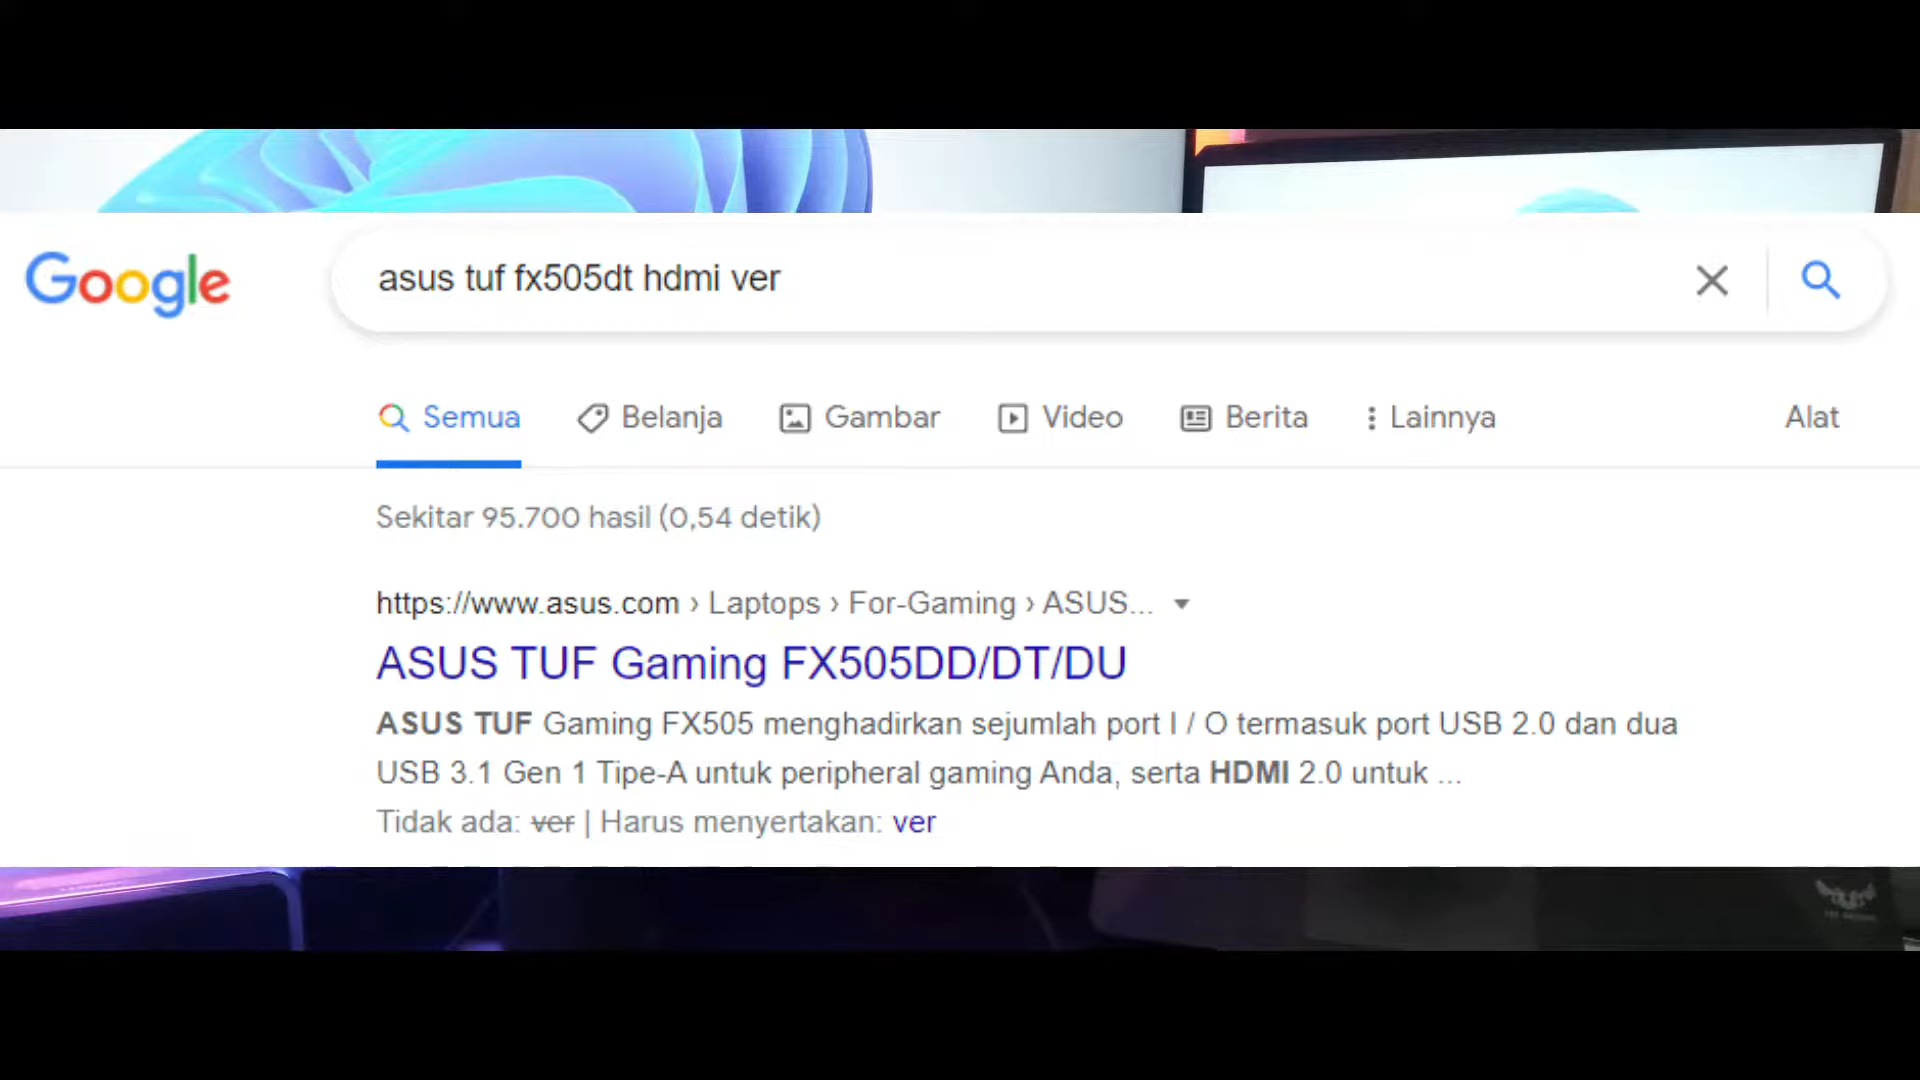 Google
asus tuf fx505dt hdmi ver
Semua Belanja Gambar Video Berita Lainnya Alat
Sekitar 95.700 hasil (0,54 detik)
https://www.asus.com › Laptops › For-Gaming › ASUS...
ASUS TUF Gaming FX505DD/DT/DU
ASUS TUF Gaming FX505 menghadirkan sejumlah port I / O termasuk port USB 2.0 dan dua
USB 3.1 Gen 1 Tipe-A untuk peripheral gaming Anda, serta HDMI 2.0 untuk ...
Tidak ada: ver | Harus menyertakan: ver